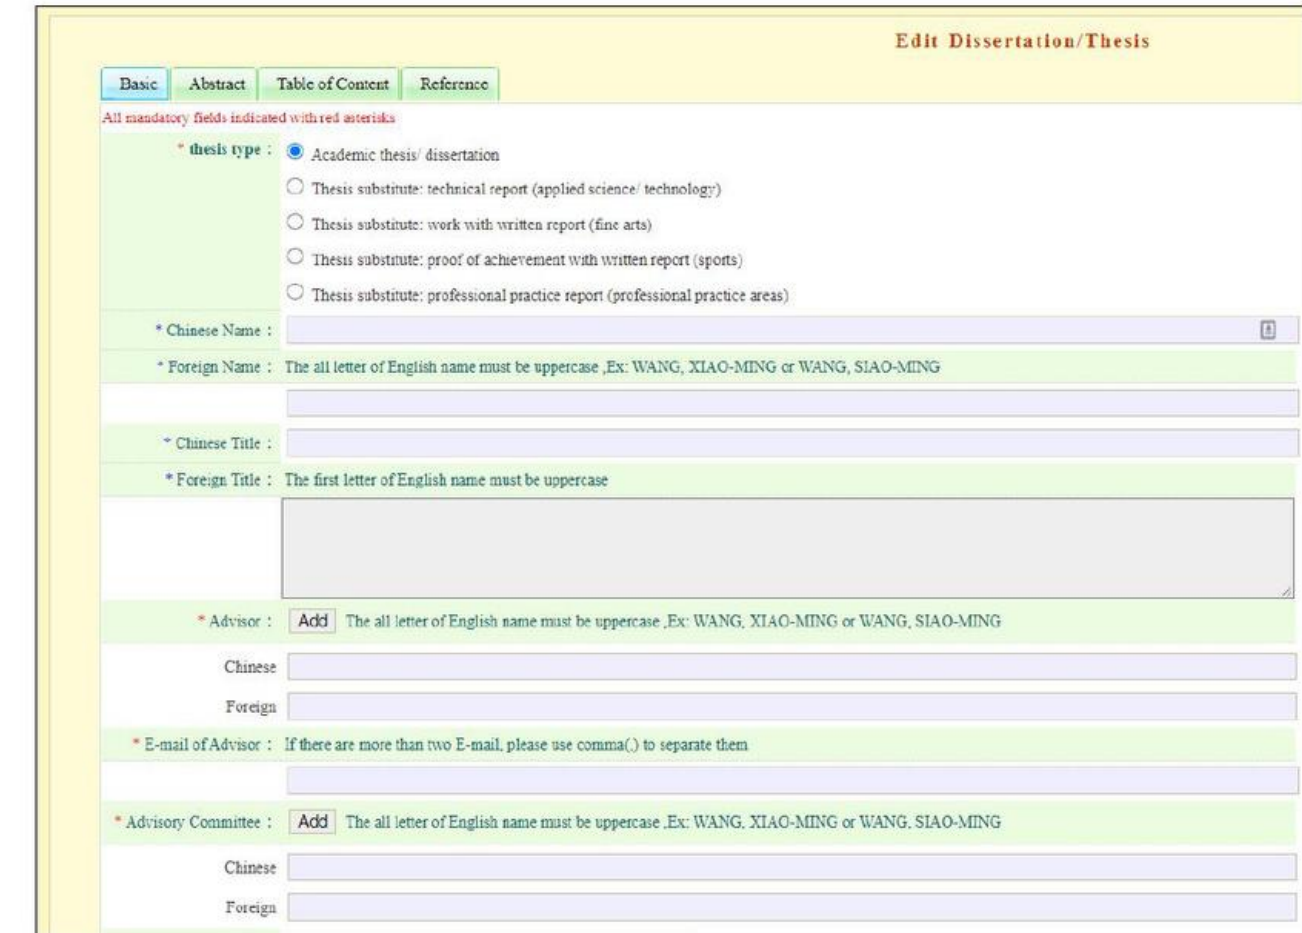 Edit Dissertation/Thesis
Basic Abstract Table of Content Reference
All mandatory fields indicated with red asterisks
* thesis type : Academic thesis/ dissertation
Thesis substitute: technical report (applied science/ technology)
Thesis substitute: work with written report (fine arts)
Thesis substitute: proof of achievement with written report (sports)
Thesis substitute: professional practice report (professional practice areas)
* Chinese Name :
* Foreign Name : The all letter of English name must be uppercase ,Ex: WANG, XIAO-MING or WANG, SIAO-MING
* Chinese Title :
* Foreign Title : The first letter of English name must be uppercase
* Advisor : Add The all letter of English name must be uppercase ,Ex: WANG, XIAO-MING or WANG, SIAO-MING
Chinese
Foreign
* E-mail of Advisor : If there are more than two E-mail, please use comma(,) to separate them
* Advisory Committee : Add The all letter of English name must be uppercase ,Ex: WANG, XIAO-MING or WANG, SIAO-MING
Chinese
Foreign